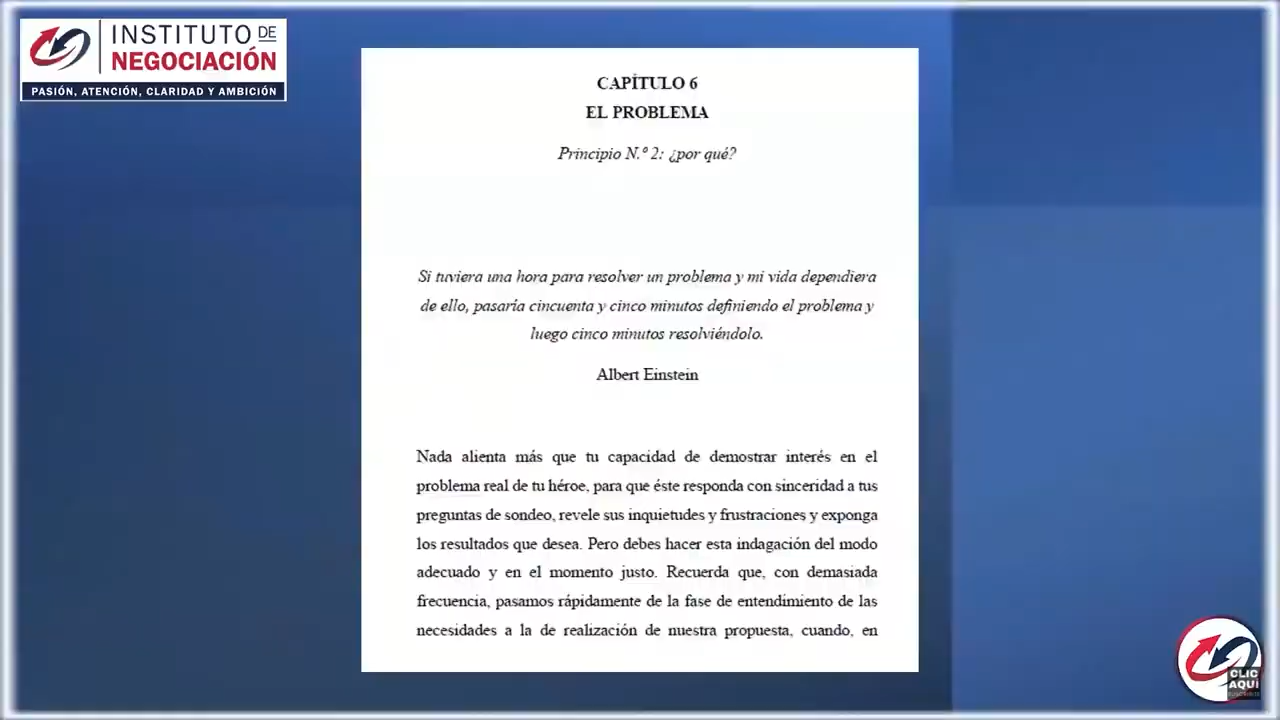 INSTITUTO DE
NEGOCIACIÓN
PASIÓN, ATENCIÓN, CLARIDAD Y AMBICIÓN
CAPÍTULO 6
EL PROBLEMA
Principio N.º 2: ¿por qué?
Si tuviera una hora para resolver un problema y mi vida dependiera
de ello, pasaría cincuenta y cinco minutos definiendo el problema y
luego cinco minutos resolviéndolo.
Albert Einstein
Nada alienta más que tu capacidad de demostrar interés en el
problema real de tu héroe, para que éste responda con sinceridad a tus
preguntas de sondeo, revele sus inquietudes y frustraciones y exponga
los resultados que desea. Pero debes hacer esta indagación del modo
adecuado y en el momento justo. Recuerda que, con demasiada
frecuencia, pasamos rápidamente de la fase de entendimiento de las
necesidades a la de realización de nuestra propuesta, cuando, en
CLIC
AQUÍ